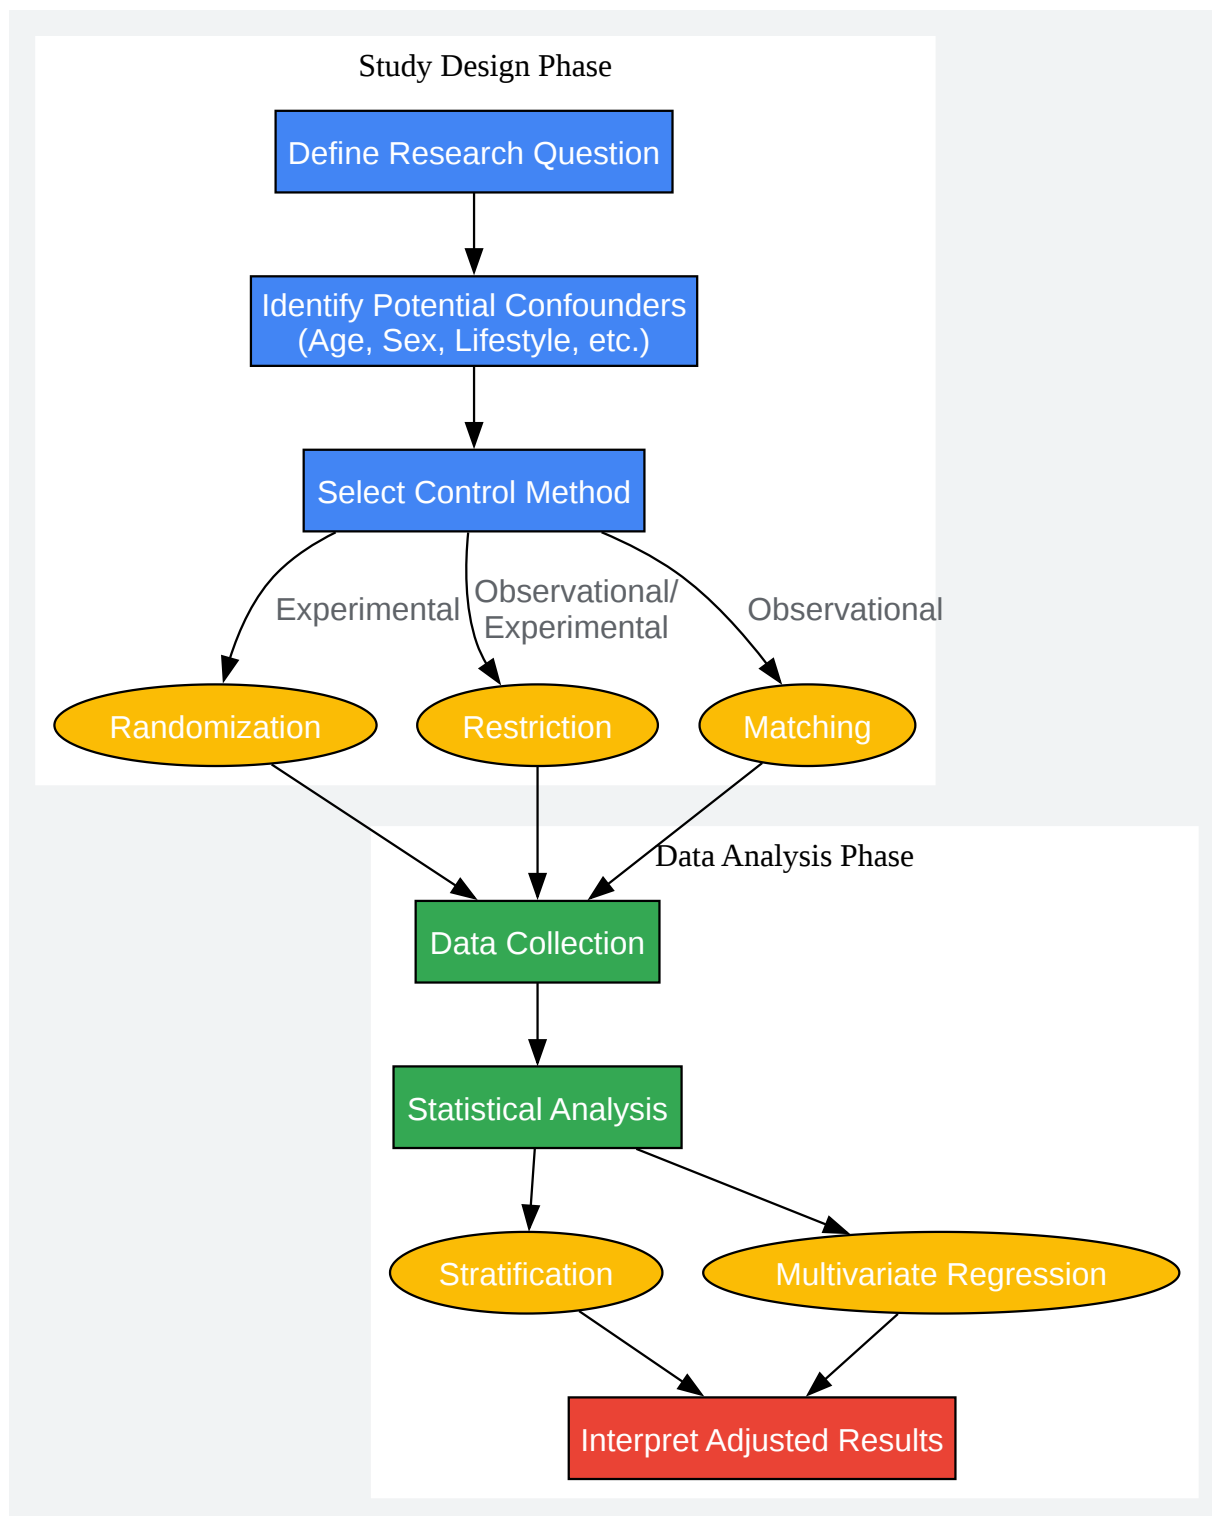 Study Design Phase
Define Research Question
Identify Potential Confounders
(Age, Sex, Lifestyle, etc.)
Select Control Method
Experimental
Observational/
Experimental
Observational
Randomization
Restriction
Matching
Data Analysis Phase
Data Collection
Statistical Analysis
Stratification
Multivariate Regression
Interpret Adjusted Results